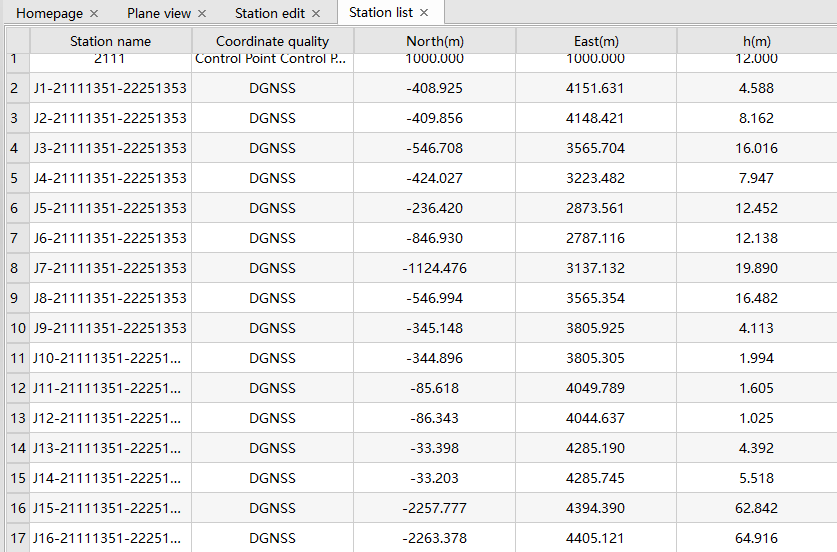 Homepage × Plane view × Station edit × Station list ×
Station name Coordinate quality North(m) East(m) h(m)
1 2111 Control Point Control P... 1000.000 1000.000 12.000
2 J1-21111351-22251353 DGNSS -408.925 4151.631 4.588
3 J2-21111351-22251353 DGNSS -409.856 4148.421 8.162
4 J3-21111351-22251353 DGNSS -546.708 3565.704 16.016
5 J4-21111351-22251353 DGNSS -424.027 3223.482 7.947
6 J5-21111351-22251353 DGNSS -236.420 2873.561 12.452
7 J6-21111351-22251353 DGNSS -846.930 2787.116 12.138
8 J7-21111351-22251353 DGNSS -1124.476 3137.132 19.890
9 J8-21111351-22251353 DGNSS -546.994 3565.354 16.482
10 J9-21111351-22251353 DGNSS -345.148 3805.925 4.113
11 J10-21111351-22251... DGNSS -344.896 3805.305 1.994
12 J11-21111351-22251... DGNSS -85.618 4049.789 1.605
13 J12-21111351-22251... DGNSS -86.343 4044.637 1.025
14 J13-21111351-22251... DGNSS -33.398 4285.190 4.392
15 J14-21111351-22251... DGNSS -33.203 4285.745 5.518
16 J15-21111351-22251... DGNSS -2257.777 4394.390 62.842
17 J16-21111351-22251... DGNSS -2263.378 4405.121 64.916